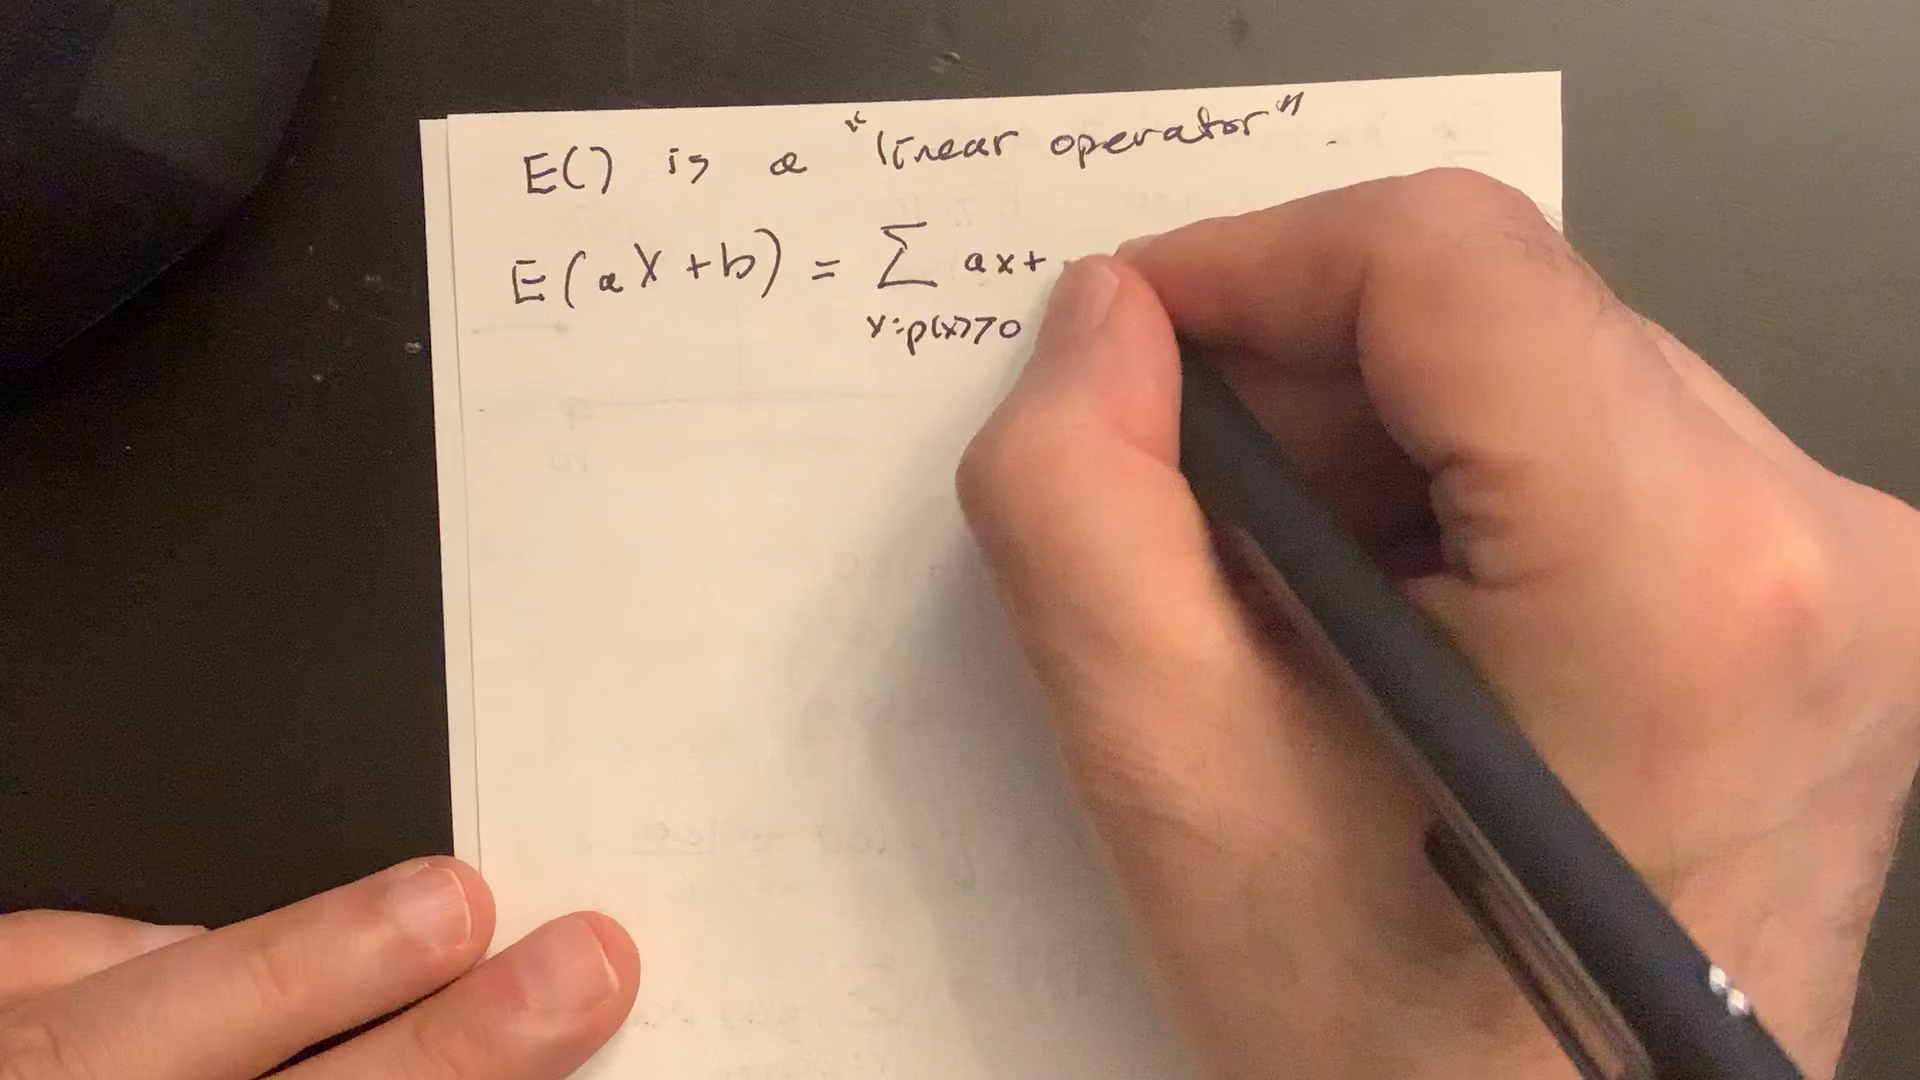 E() is a "linear operator".
E(aX+b) = ∑ ax+
x:p(x)>0